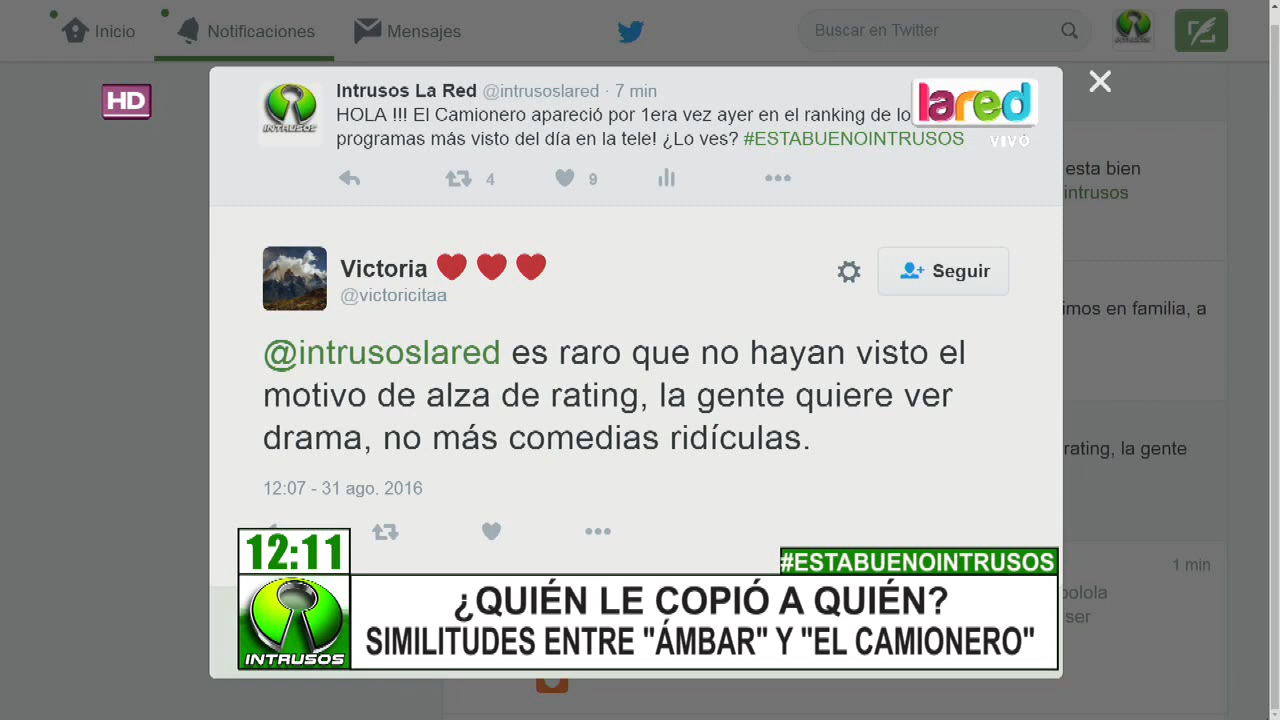 Inicio
Notificaciones
Mensajes
Buscar en Twitter
HD
Intrusos La Red @intrusoslared · 7 min
HOLA !!! El Camionero apareció por 1era vez ayer en el ranking de lo
programas más visto del día en la tele! ¿Lo ves? #ESTABUENOINTRUSOS
INTRUSOS
lared
VIVO
4
9
esta bien
intrusos
Victoria
@victoricitaa
Seguir
imos en familia, a
@intrusoslared es raro que no hayan visto el
motivo de alza de rating, la gente quiere ver
drama, no más comedias ridículas.
rating, la gente
12:07 - 31 ago. 2016
12:11
#ESTABUENOINTRUSOS
1 min
polola
ser
¿QUIÉN LE COPIÓ A QUIÉN?
SIMILITUDES ENTRE "ÁMBAR" Y "EL CAMIONERO"
INTRUSOS